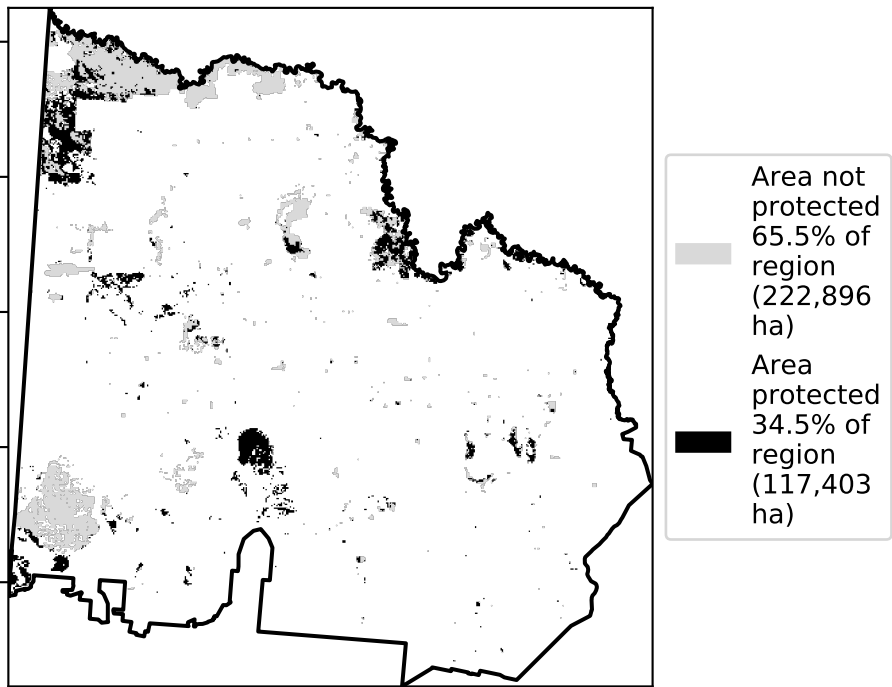 Area not
protected
65.5% of
region
(222,896
ha)
Area
protected
34.5% of
region
(117,403
ha)